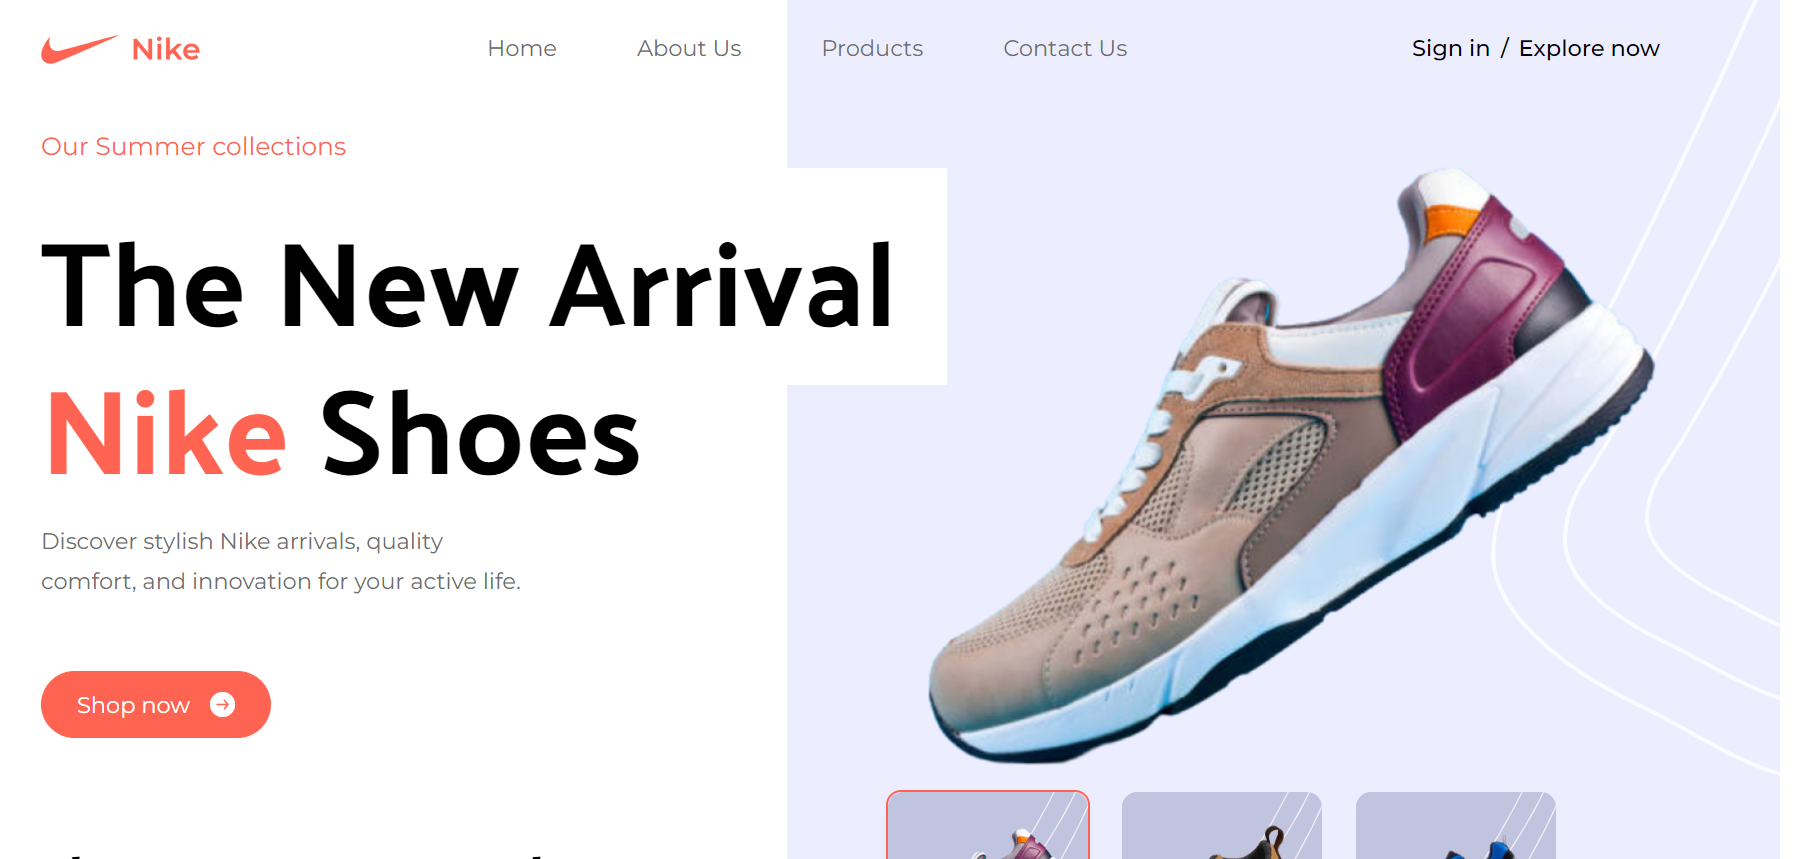 Nike
Home
About Us
Products
Contact Us
Sign in / Explore now
Our Summer collections
The New Arrival
Nike Shoes
Discover stylish Nike arrivals, quality
comfort, and innovation for your active life.
Shop now